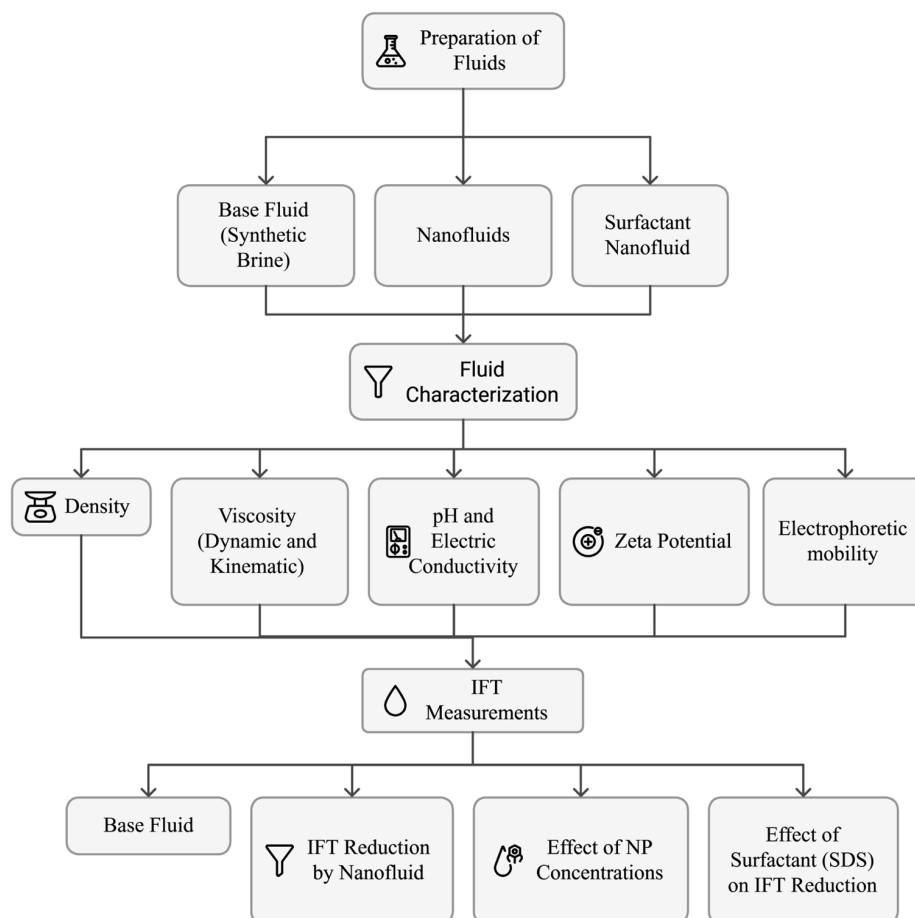 Preparation of
Fluids
Base Fluid
(Synthetic
Brine)
Nanofluids
Surfactant
Nanofluid
Fluid
Characterization
Density
Viscosity
(Dynamic and
Kinematic)
pH and
Electric
Conductivity
Zeta Potential
Electrophoretic
mobility
IFT
Measurements
Base Fluid
IFT Reduction
by Nanofluid
Effect of NP
Concentrations
Effect of
Surfactant (SDS)
on IFT Reduction